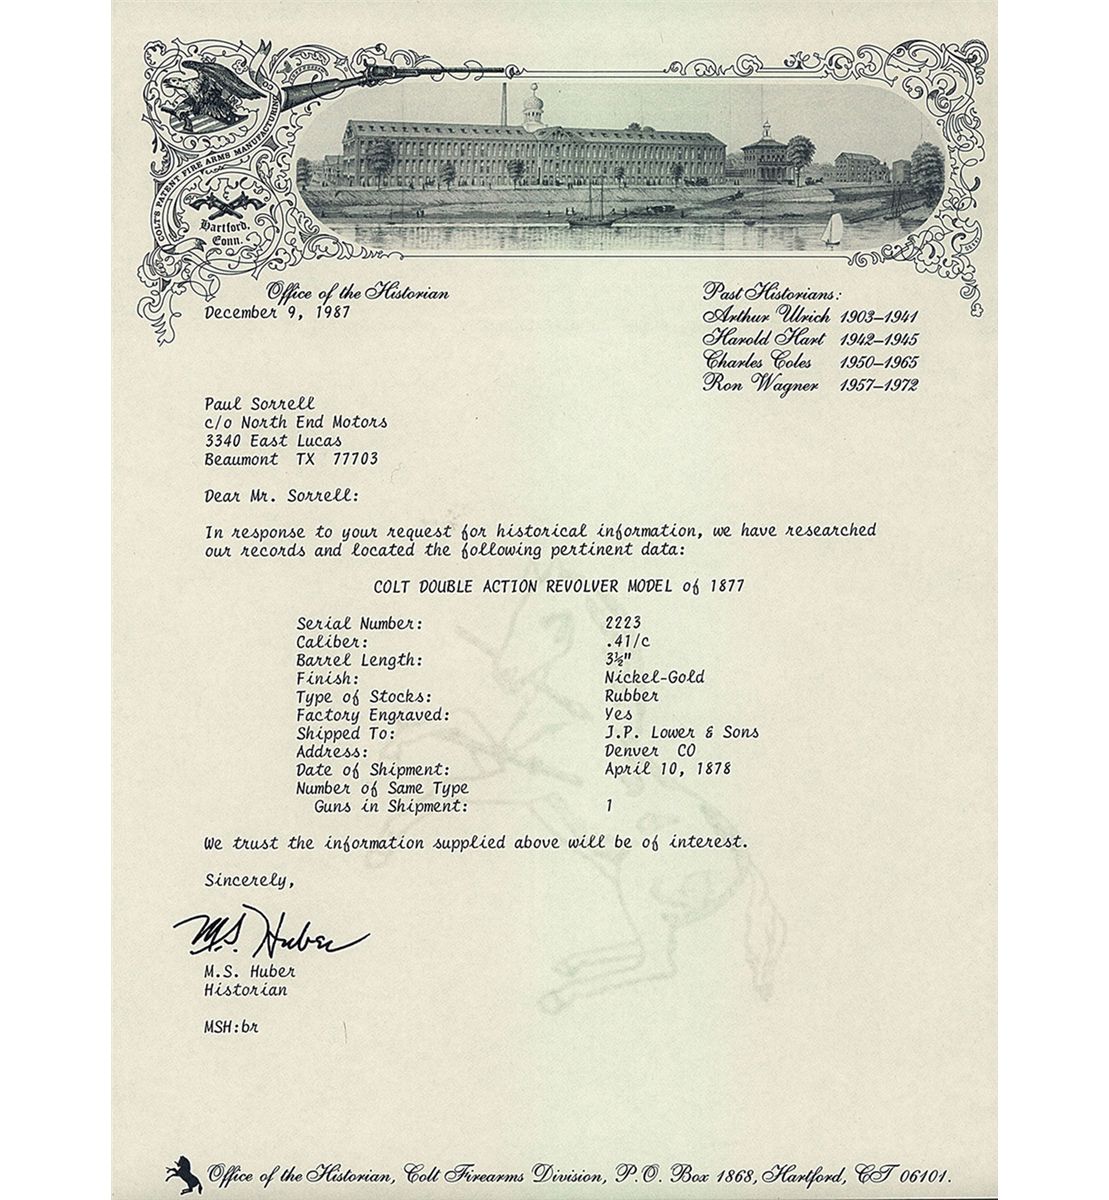 COLT'S PATENT FIRE ARMS MANUFACTURING CO
Hartford,
Conn.
Office of the Historian
December 9, 1987
Past Historians:
Arthur Ulrich 1903–1941
Harold Hart 1942–1945
Charles Coles 1950–1965
Ron Wagner 1957–1972
Paul Sorrell
c/o North End Motors
3340 East Lucas
Beaumont TX 77703
Dear Mr. Sorrell:
In response to your request for historical information, we have researched
our records and located the following pertinent data:
COLT DOUBLE ACTION REVOLVER MODEL of 1877
Serial Number: 2223
Caliber: .41/c
Barrel Length: 3½"
Finish: Nickel-Gold
Type of Stocks: Rubber
Factory Engraved: Yes
Shipped To: J.P. Lower & Sons
Address: Denver CO
Date of Shipment: April 10, 1878
Number of Same Type
Guns in Shipment: 1
We trust the information supplied above will be of interest.
Sincerely,
M.S. Huber
M.S. Huber
Historian
MSH:br
Office of the Historian, Colt Firearms Division, P.O. Box 1868, Hartford, CT 06101.